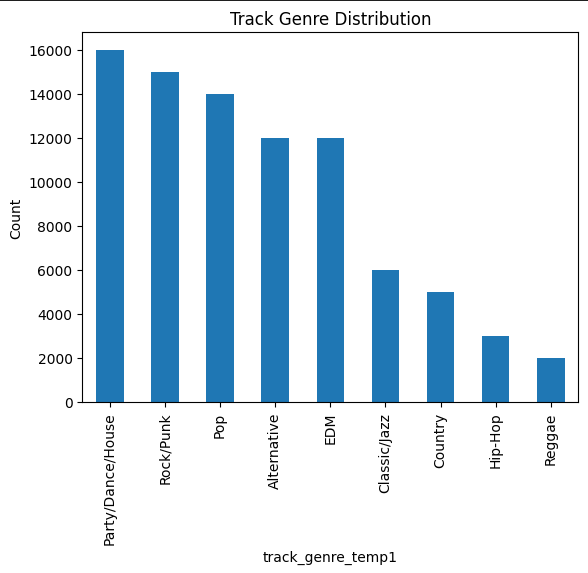 Track Genre Distribution
Count
16000
14000
12000
10000
8000
6000
4000
2000
0
Party/Dance/House
Rock/Punk
Pop
Alternative
EDM
Classic/Jazz
Country
Hip-Hop
Reggae
track_genre_temp1